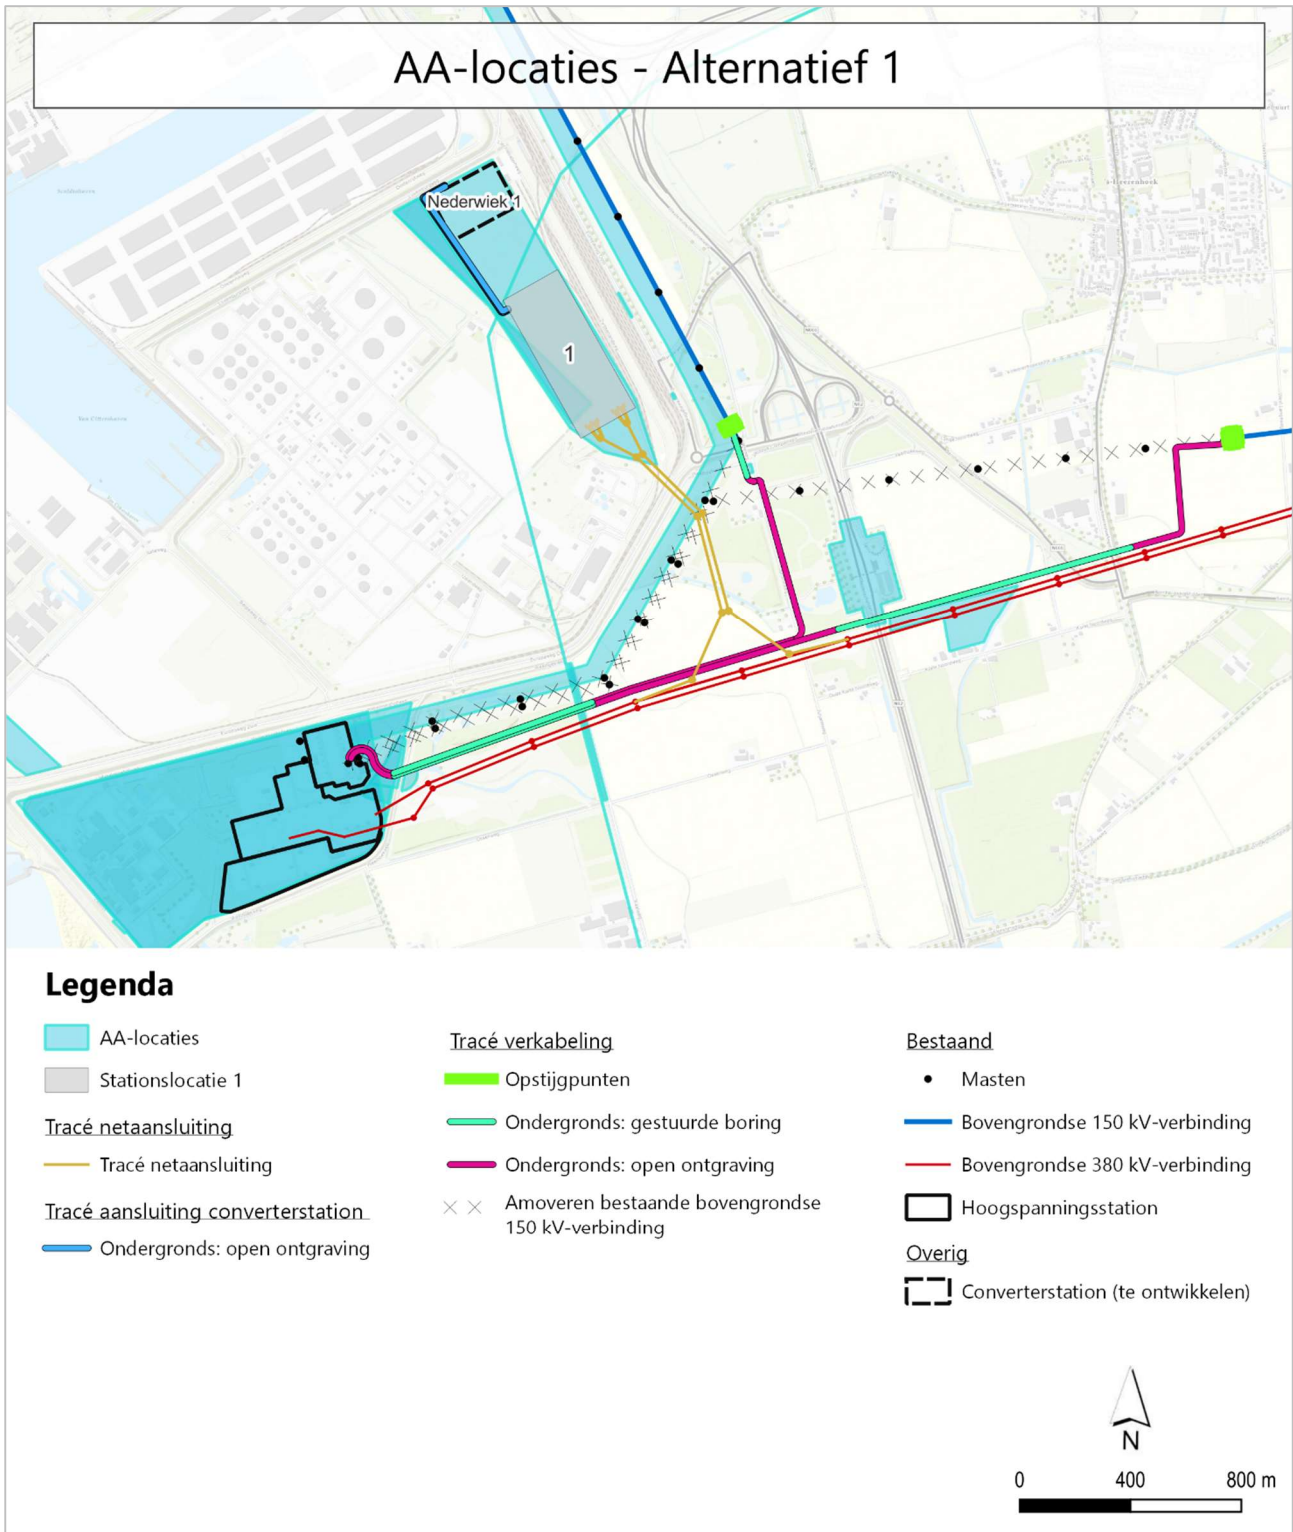 AA-locaties - Alternatief 1
Nederwiek 1
1
Legenda
AA-locaties
Stationslocatie 1
Tracé netaansluiting
Tracé netaansluiting
Tracé aansluiting converterstation
Ondergronds: open ontgraving
Tracé verkabeling
Opstijgpunten
Ondergronds: gestuurde boring
Ondergronds: open ontgraving
Amoveren bestaande bovengrondse
150 kV-verbinding
Bestaand
Masten
Bovengrondse 150 kV-verbinding
Bovengrondse 380 kV-verbinding
Hoogspanningsstation
Overig
Converterstation (te ontwikkelen)
N
0 400 800 m